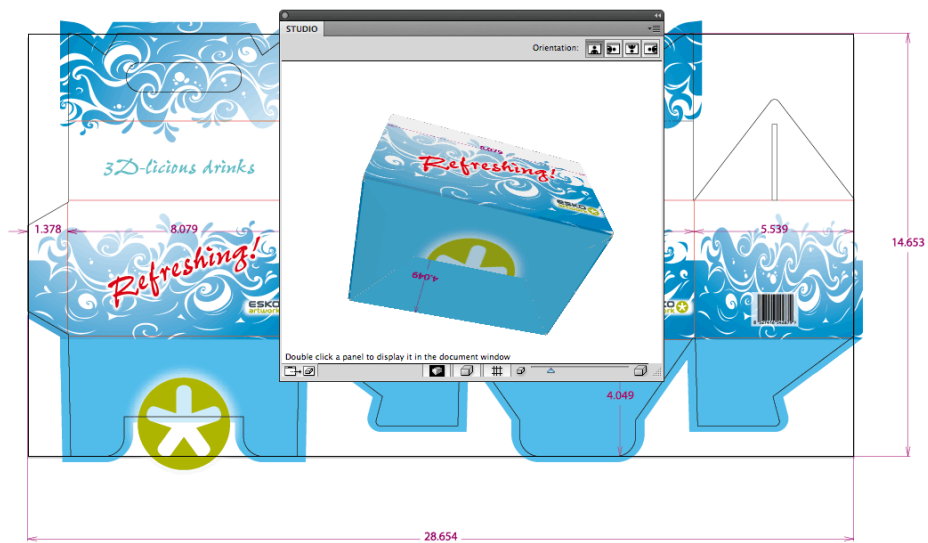 STUDIO
Orientation:
3D-licious drinks
8.079
Refreshing!
ESKO
1.378
8.079
5.539
14.653
Refreshing!
ESKO
artwork
4.049
Double click a panel to display it in the document window
4.049
28.654